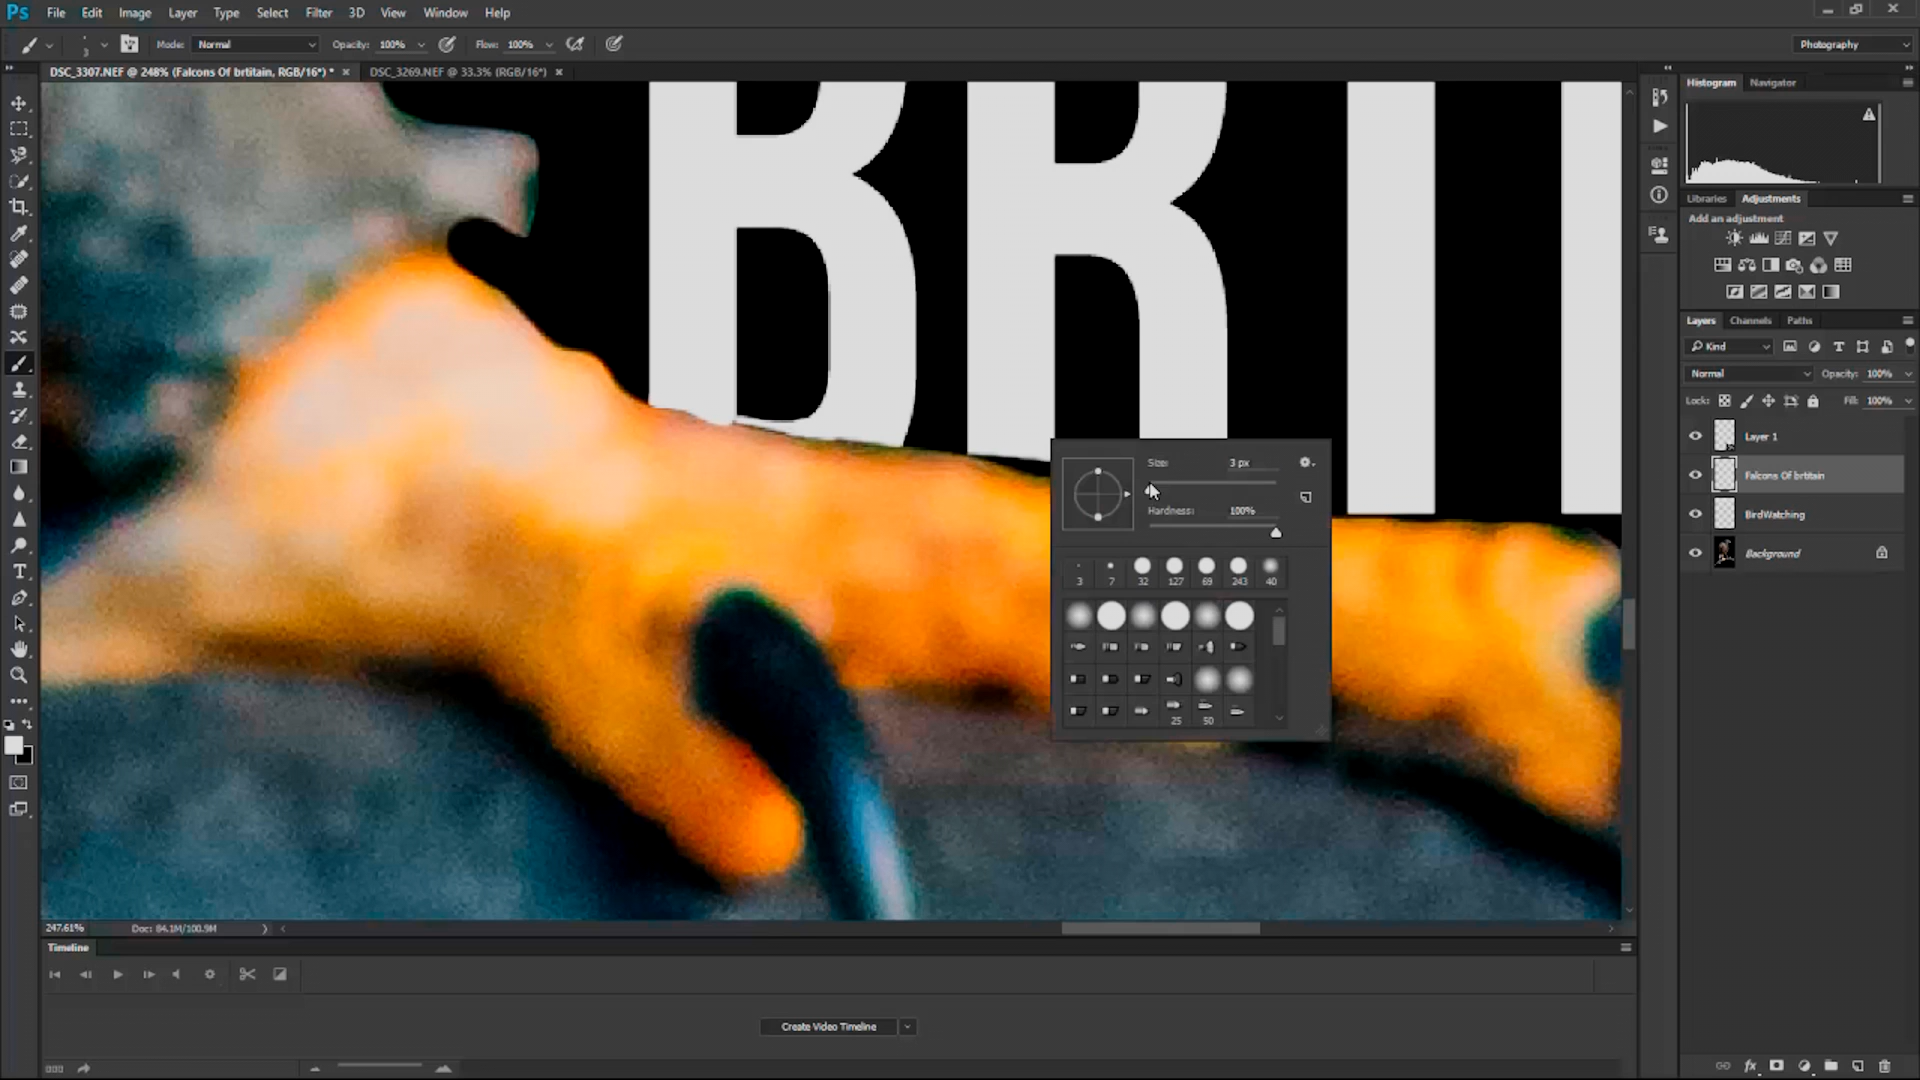 Ps File Edit Image Layer Type Select Filter 3D View Window Help
3 Mode: Normal Opacity: 100% Flow: 100% Photography
DSC_3307.NEF @ 248% (Falcons Of brtitain, RGB/16*) * × DSC_3269.NEF @ 33.3% (RGB/16*) ×
BRIT
Histogram Navigator
Libraries Adjustments
Add an adjustment
Layers Channels Paths
Kind
Normal Opacity: 100%
Lock: Fill: 100%
Layer 1
Falcons Of brtitain
BirdWatching
Background
Size: 3 px
Hardness: 100%
3 7 32 127 69 243 40
25 50
247.61% Doc: 84.1M/100.9M
Timeline
Create Video Timeline
fx